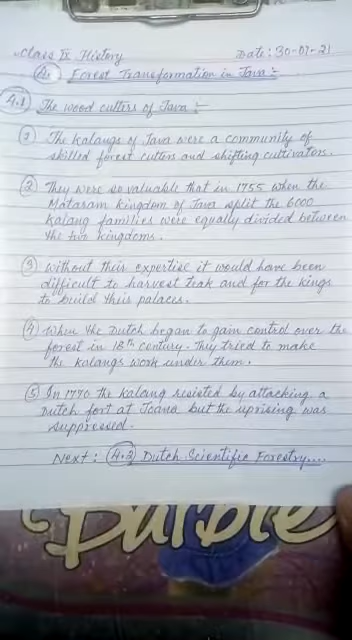 Class IX History Date: 30-07-21
4. Forest Transformation in Java:-
4.1 The wood cutters of Java:-
① The Kalangs of Java were a community of
skilled forest cutters and shifting cultivators.
② They were so valuable that in 1755 when the
Mataram kingdom of Java split the 6000
Kalang families were equally divided between
the two kingdoms.
③ without their expertise it would have been
difficult to harvest teak and for the kings
to build their palaces.
④ When the Dutch began to gain control over the
forest in 18th century. They tried to make
the Kalangs work under them.
⑤ In 1770 the Kalang resisted by attacking a
Dutch fort at Joana but the uprising was
suppressed.
Next: 4.2 Dutch Scientific Forestry....
Barbie